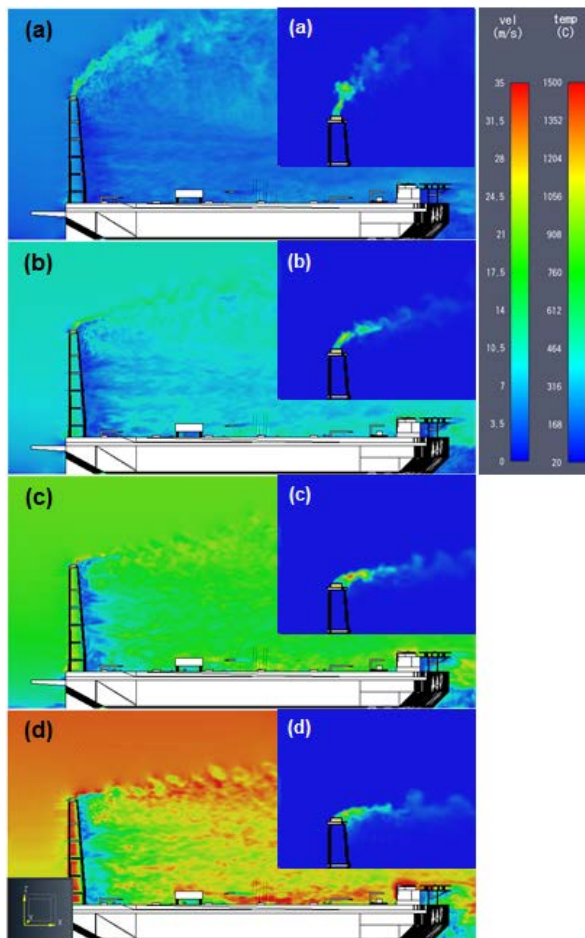 (a)
(a)
vel
(m/s)
temp
(C)
35
1500
31,5
1352
28
1204
24,5
1056
21
908
17,5
760
14
612
10,5
464
7
316
3,5
168
0
20
(b)
(b)
(c)
(c)
(d)
(d)
Z
Y
X